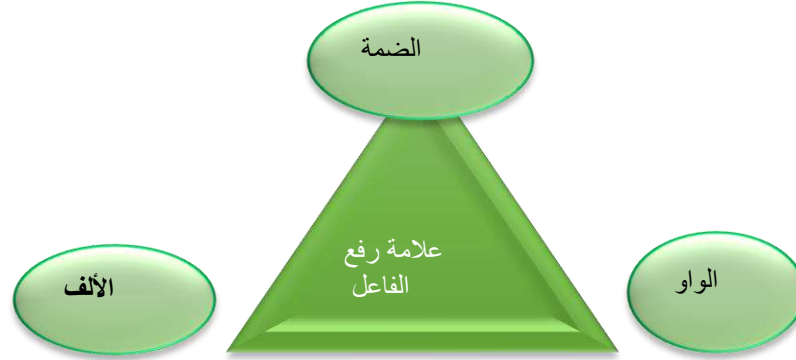 الضمة
علامة رفع
الفاعل
الواو
الألف